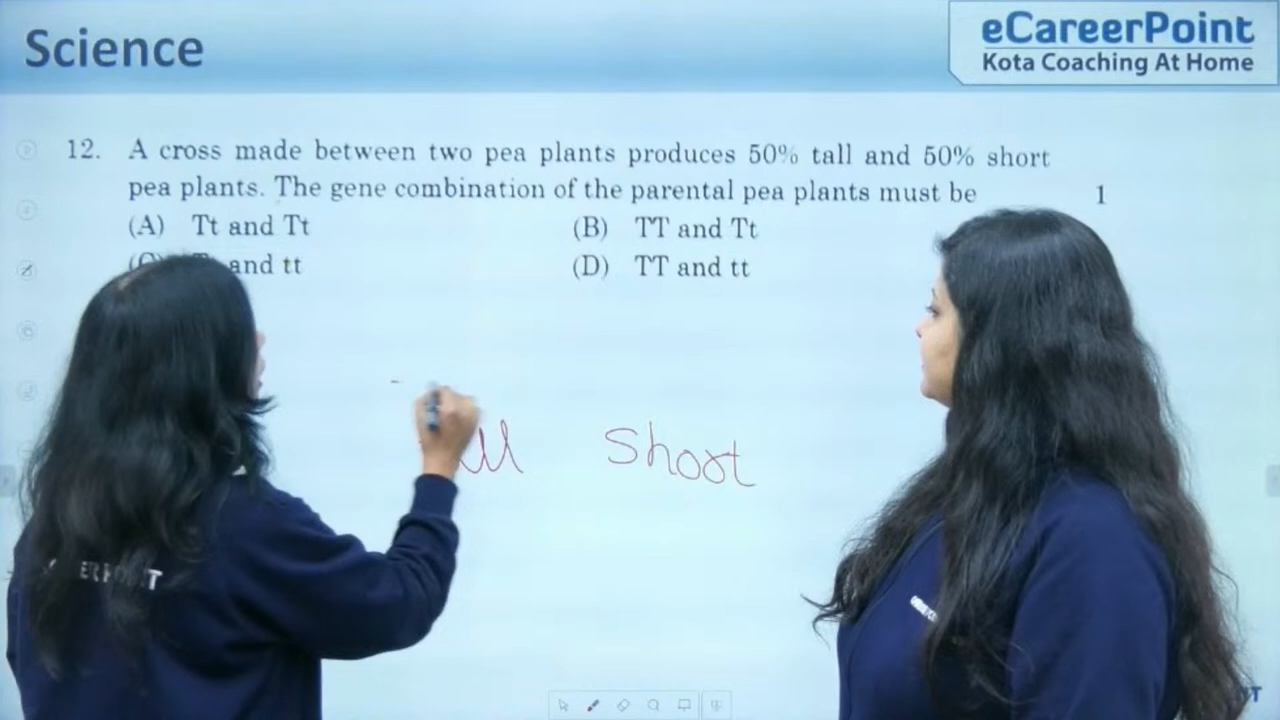 Science
eCareerPoint
Kota Coaching At Home
12. A cross made between two pea plants produces 50% tall and 50% short
pea plants. The gene combination of the parental pea plants must be 1
(A) Tt and Tt (B) TT and Tt
and tt (D) TT and tt
Short